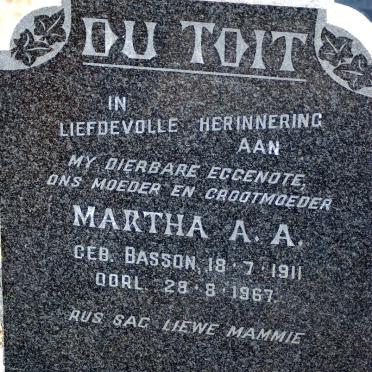 DU TOIT
IN
LIEFDEVOLLE HERINNERING
AAN
MY DIERBARE EGGENOTE,
ONS MOEDER EN GROOTMOEDER
MARTHA A. A.
GEB. BASSON, 18·7·1911
OORL. 28·8·1967.
RUS SAG LIEWE MAMMIE